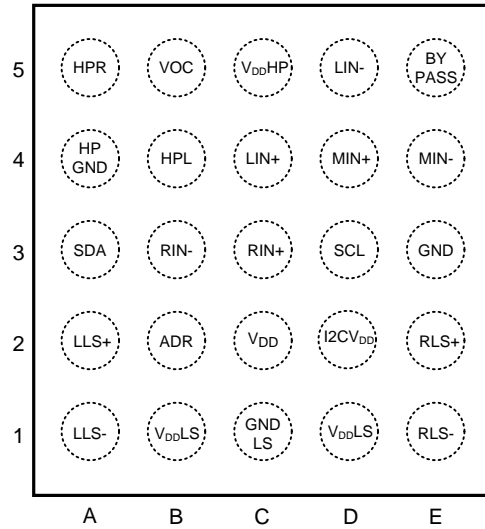 5 HPR VOC VDDHP LIN- BY
PASS
4 HP
GND HPL LIN+ MIN+ MIN-
3 SDA RIN- RIN+ SCL GND
2 LLS+ ADR VDD I2CVDD RLS+
1 LLS- VDDLS GND
LS VDDLS RLS-
A B C D E